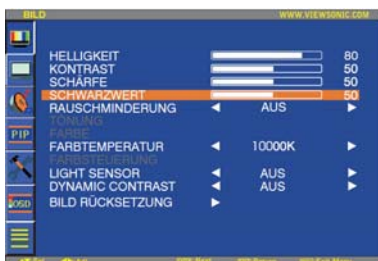 BILD WWW.VIEWSONIC.COM
HELLIGKEIT 80
KONTRAST 50
SCHÄRFE 50
SCHWARZWERT 50
RAUSCHMINDERUNG AUS
TÖNUNG
FARBE
FARBTEMPERATUR 10000K
FARBSTEUERUNG
LIGHT SENSOR AUS
DYNAMIC CONTRAST AUS
BILD RÜCKSETZUNG
PIP
OSD